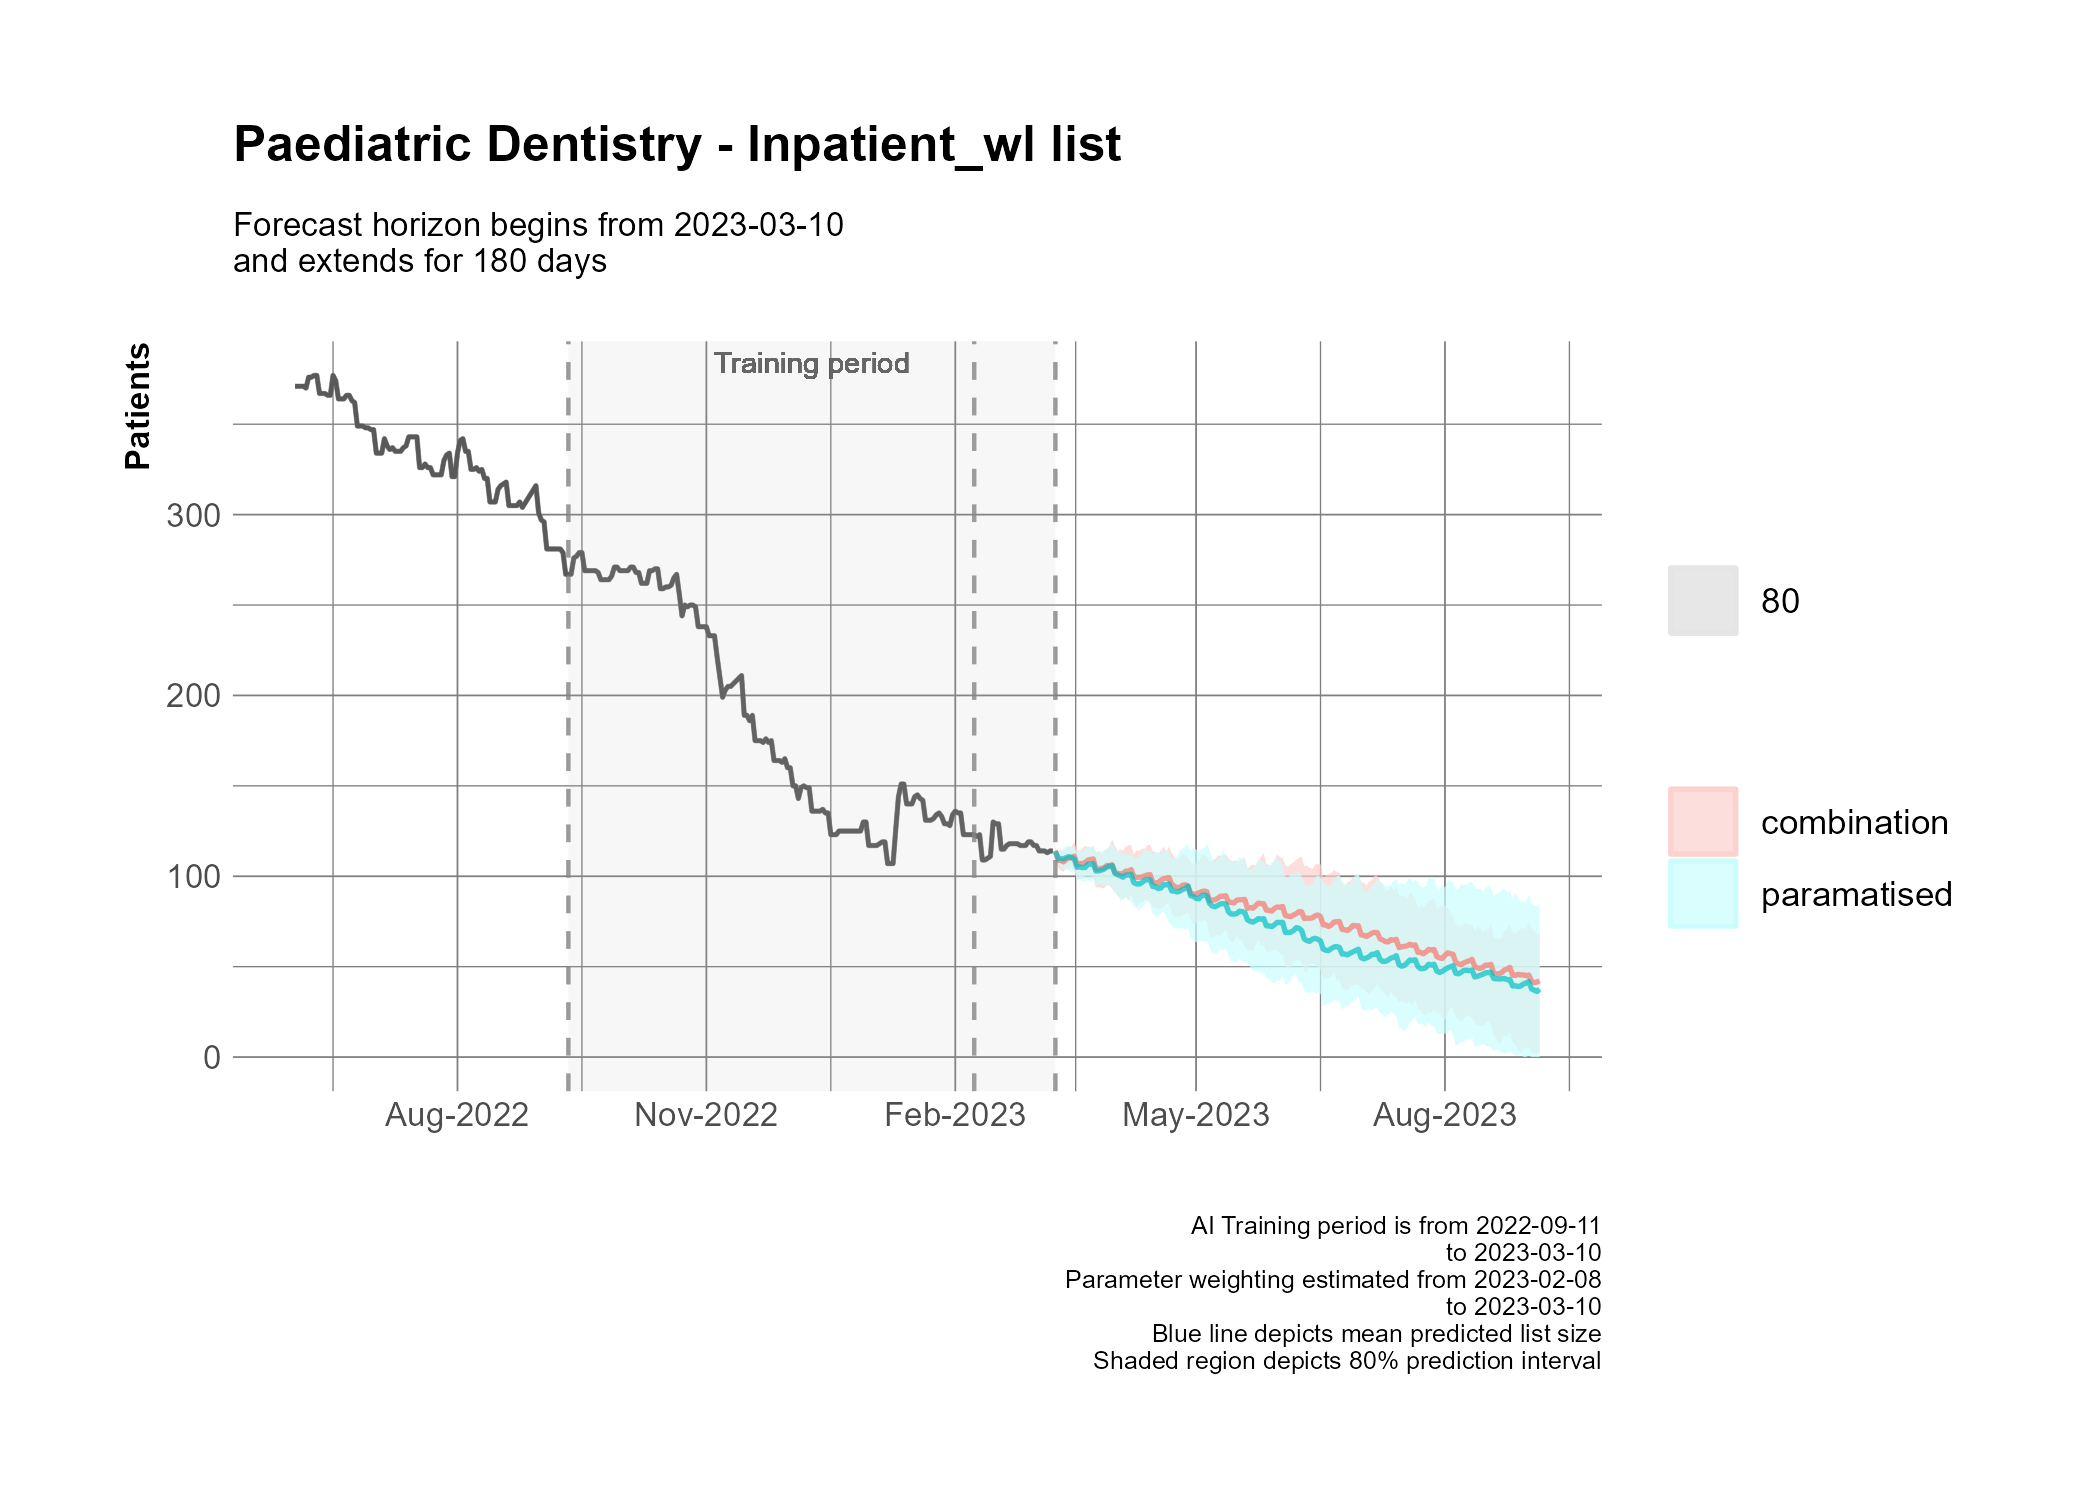 Paediatric Dentistry - Inpatient_wl list
Forecast horizon begins from 2023-03-10
and extends for 180 days
Patients
Training period
300
200
100
0
Aug-2022
Nov-2022
Feb-2023
May-2023
Aug-2023
80
combination
paramatised
AI Training period is from 2022-09-11
to 2023-03-10
Parameter weighting estimated from 2023-02-08
to 2023-03-10
Blue line depicts mean predicted list size
Shaded region depicts 80% prediction interval